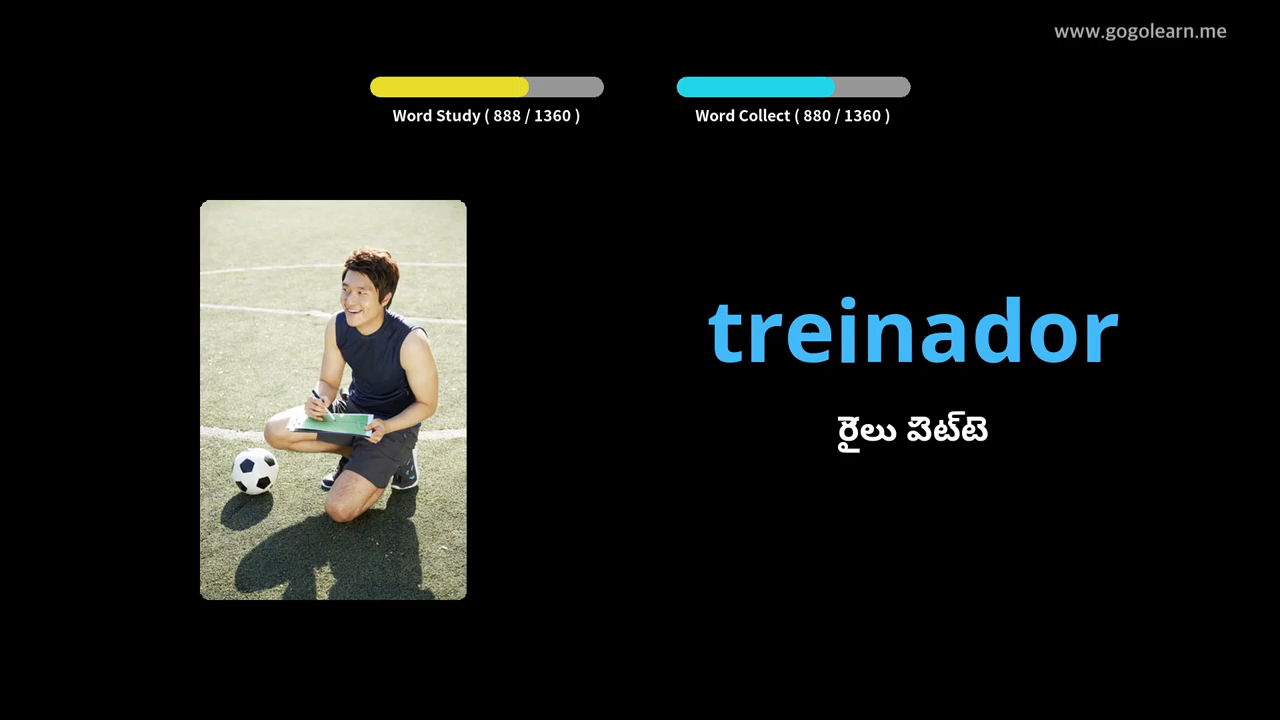 www.gogolearn.me
Word Study ( 888 / 1360 )
Word Collect ( 880 / 1360 )
treinador
రైలు పెట్టె